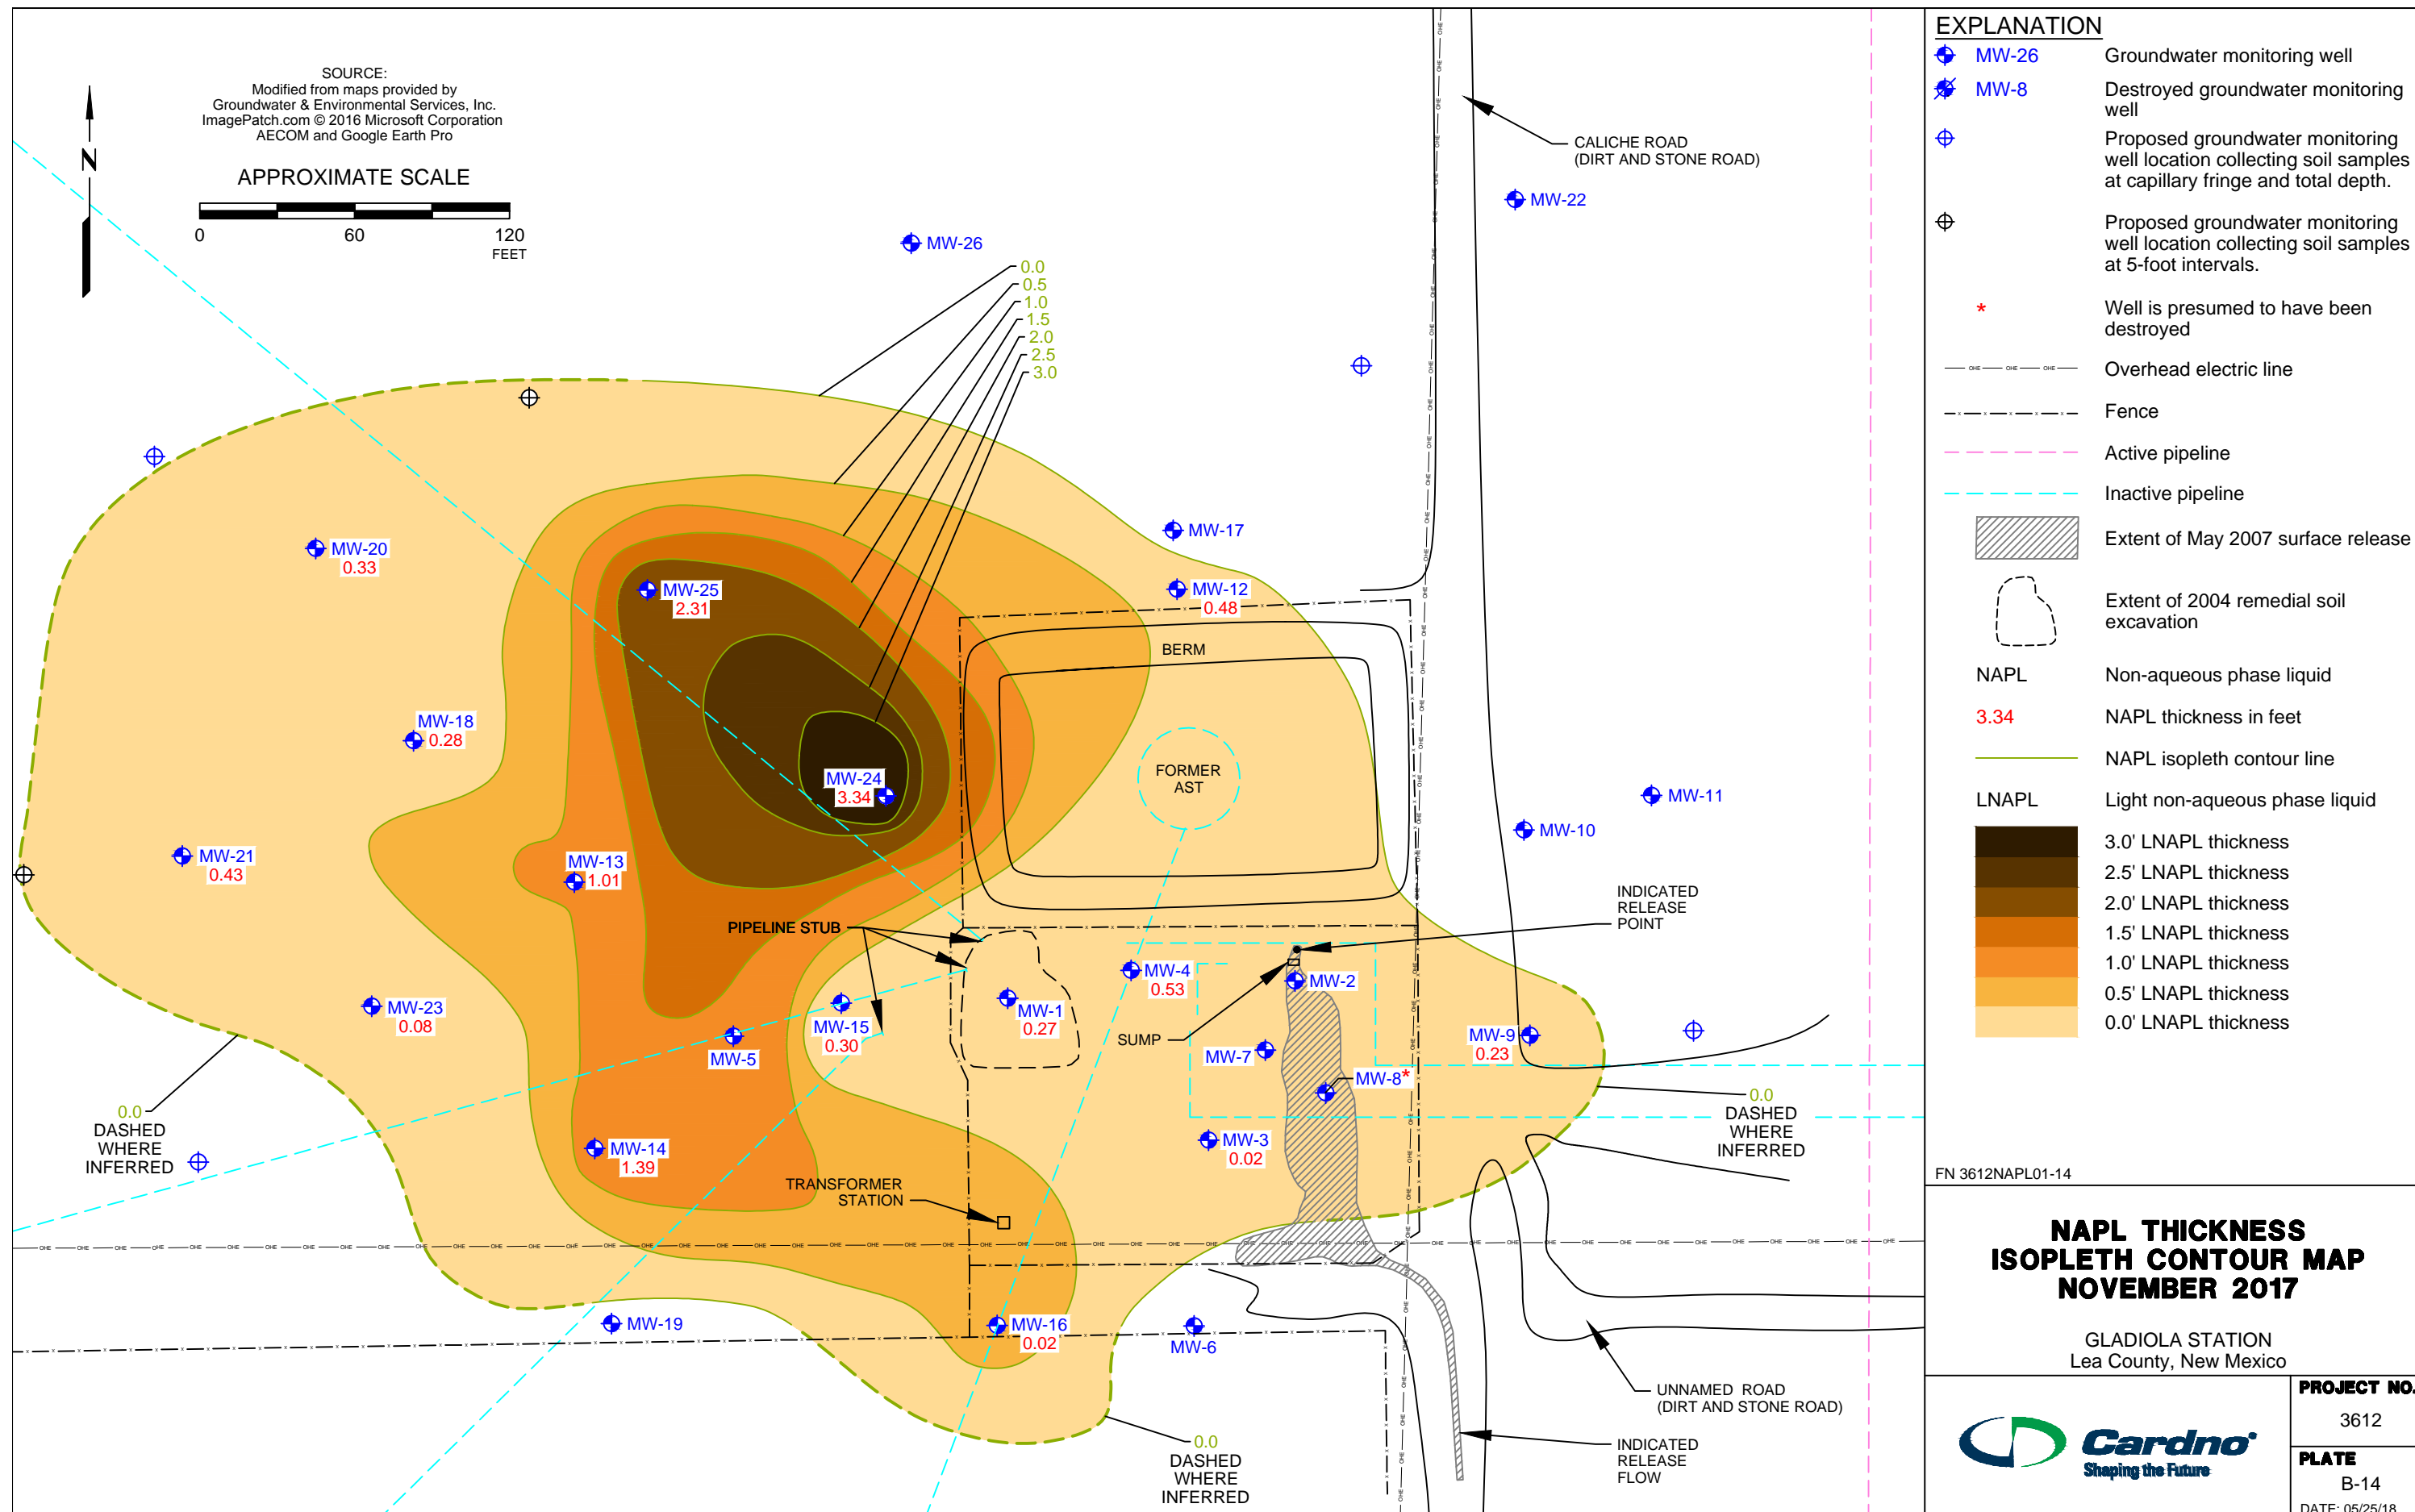 SOURCE:
Modified from maps provided by
Groundwater & Environmental Services, Inc.
ImagePatch.com © 2016 Microsoft Corporation
AECOM and Google Earth Pro
N
APPROXIMATE SCALE
0 60 120
FEET
CALICHE ROAD
(DIRT AND STONE ROAD)
MW-22
MW-26
0.0
0.5
1.0
1.5
2.0
2.5
3.0
MW-17
MW-20
0.33
MW-25
2.31
MW-12
0.48
BERM
MW-18
0.28
MW-24
3.34
FORMER
AST
MW-11
MW-10
MW-21
0.43
MW-13
1.01
INDICATED
RELEASE
POINT
PIPELINE STUB
MW-4
0.53
MW-2
MW-23
0.08
MW-15
0.30
MW-1
0.27
SUMP
MW-5
MW-7
MW-9
0.23
MW-8*
0.0
DASHED
WHERE
INFERRED
0.0
DASHED
WHERE
INFERRED
MW-14
1.39
MW-3
0.02
TRANSFORMER
STATION
OHE
MW-19
MW-16
0.02
MW-6
UNNAMED ROAD
(DIRT AND STONE ROAD)
INDICATED
RELEASE
FLOW
0.0
DASHED
WHERE
INFERRED
EXPLANATION
MW-26 Groundwater monitoring well
MW-8 Destroyed groundwater monitoring
well
Proposed groundwater monitoring
well location collecting soil samples
at capillary fringe and total depth.
Proposed groundwater monitoring
well location collecting soil samples
at 5-foot intervals.
* Well is presumed to have been
destroyed
OHE OHE OHE Overhead electric line
Fence
Active pipeline
Inactive pipeline
Extent of May 2007 surface release
Extent of 2004 remedial soil
excavation
NAPL Non-aqueous phase liquid
3.34 NAPL thickness in feet
NAPL isopleth contour line
LNAPL Light non-aqueous phase liquid
3.0' LNAPL thickness
2.5' LNAPL thickness
2.0' LNAPL thickness
1.5' LNAPL thickness
1.0' LNAPL thickness
0.5' LNAPL thickness
0.0' LNAPL thickness
FN 3612NAPL01-14
NAPL THICKNESS
ISOPLETH CONTOUR MAP
NOVEMBER 2017
GLADIOLA STATION
Lea County, New Mexico
Cardno
Shaping the Future
PROJECT NO.
3612
PLATE
B-14
DATE: 05/25/18